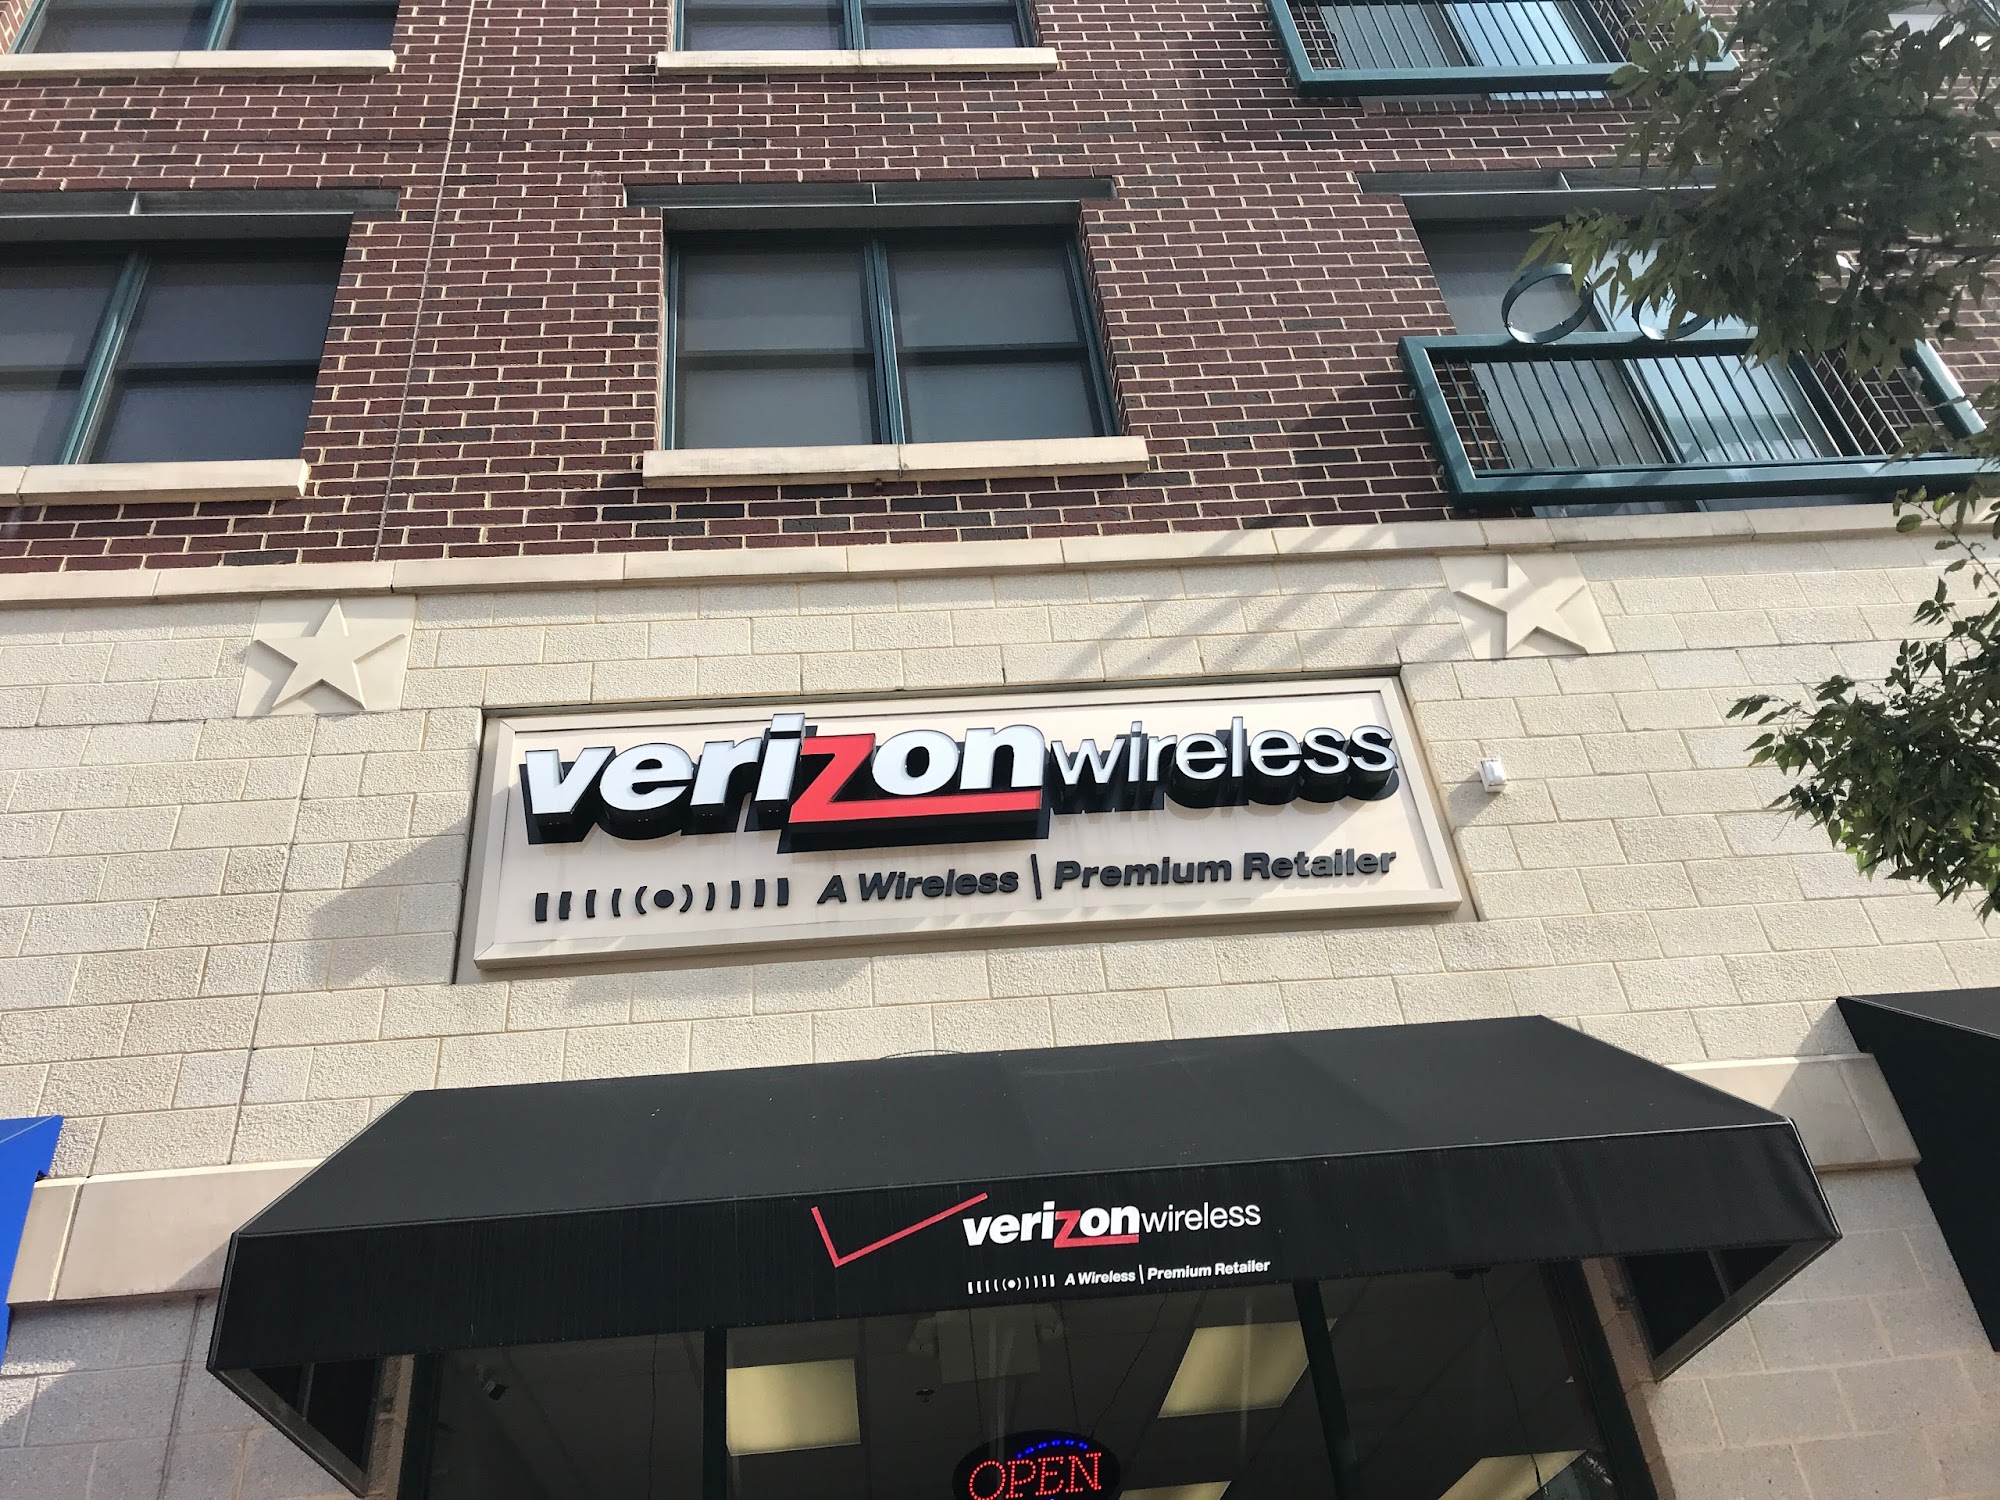 verizonwireless
A Wireless | Premium Retailer
verizonwireless
A Wireless | Premium Retailer
OPEN